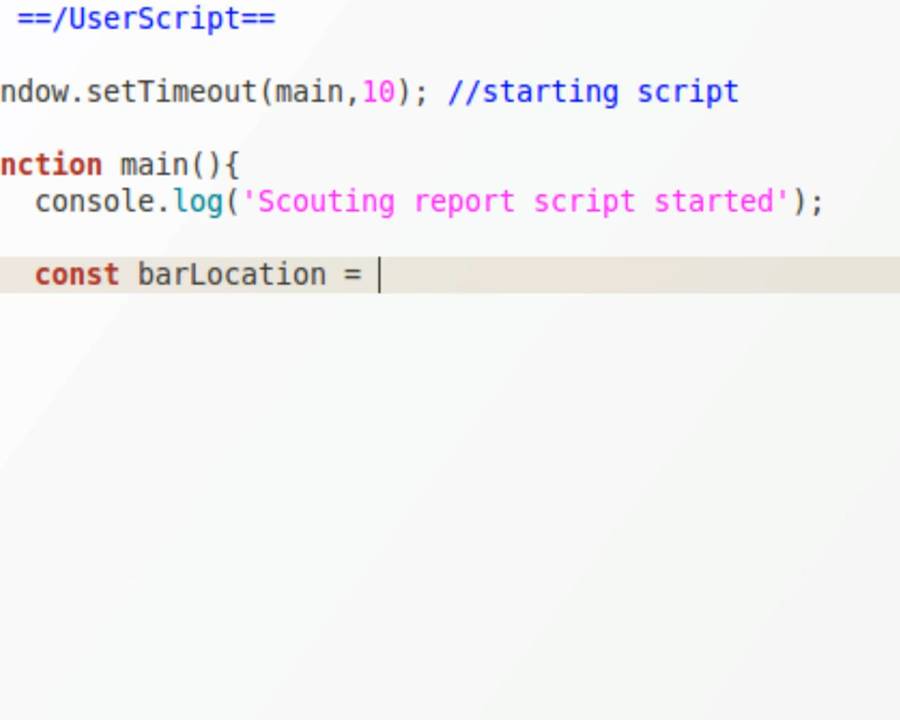 ==/UserScript==
ndow.setTimeout(main,10); //starting script
nction main(){
console.log('Scouting report script started');
const barLocation =